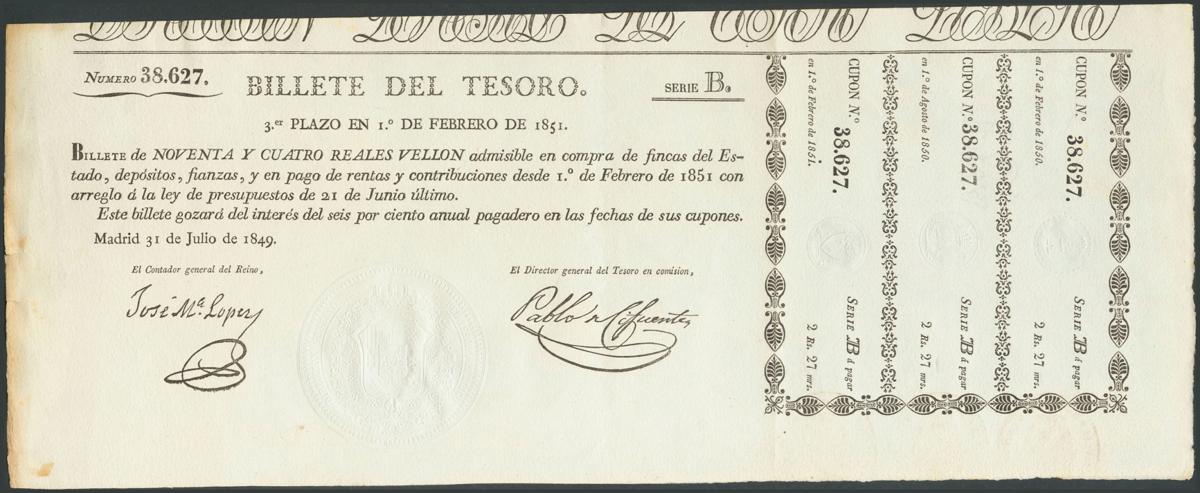 NUMERO 38.627.
BILLETE DEL TESORO.
SERIE B.
3.er PLAZO EN 1.º DE FEBRERO DE 1851.
BILLETE de NOVENTA Y CUATRO REALES VELLON admisible en compra de fincas del Es-
tado, depósitos, fianzas, y en pago de rentas y contribuciones desde 1.º de Febrero de 1851 con
arreglo á la ley de presupuestos de 21 de Junio último.
Este billete gozará del interés del seis por ciento anual pagadero en las fechas de sus cupones.
Madrid 31 de Julio de 1849.
El Contador general del Reino,
José Mª Lopez
El Director general del Tesoro en comision,
Pablo de Cifuentes
CUPON N.º 38.627. SERIE B á pagar
en 1.º de Febrero de 1851. 2 Rs. 27 mrs.
CUPON N.º 38.627. SERIE B á pagar
en 1.º de Agosto de 1850. 2 Rs. 27 mrs.
CUPON N.º 38.627. SERIE B á pagar
en 1.º de Febrero de 1850. 2 Rs. 27 mrs.